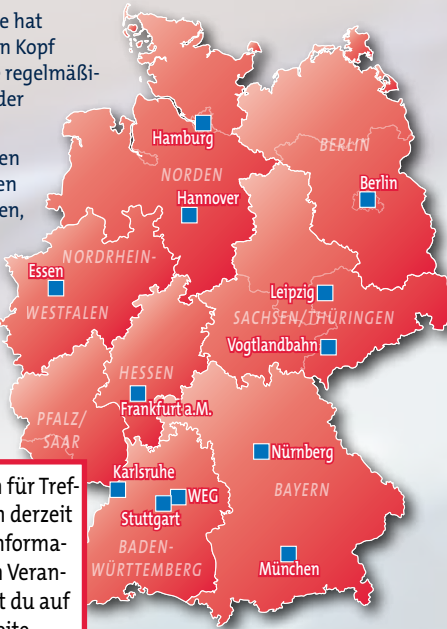 e hat
n Kopf
regelmäßi-
der
en
en
en,
Hamburg
BERLIN
NORDEN
Hannover
Berlin
NORDRHEIN-
Essen
WESTFALEN
Leipzig
SACHSEN/THÜRINGEN
Vogtlandbahn
HESSEN
Frankfurt a.M.
PFALZ/
SAAR
Nürnberg
Karlsruhe
WEG
BAYERN
Stuttgart
BADEN-
WÜRTTEMBERG
München
n für Tref-
n derzeit
nforma-
n Veran-
t du auf